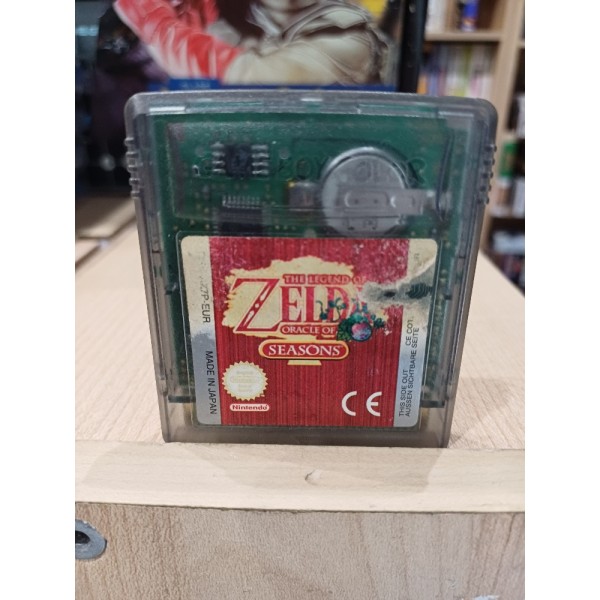 THE LEGEND OF
ZELDA
ORACLE OF
SEASONS
Nintendo
MADE IN JAPAN
CE
THIS SIDE OUT
AUSSEN SICHTBARE SEITE